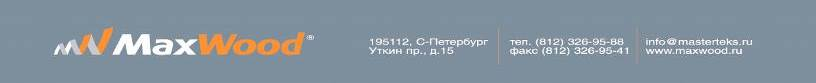 MaxWood®
195112, С-Петербург
Уткин пр., д.15
тел. (812) 326-95-88
факс (812) 326-95-41
info@masterteks.ru
www.maxwood.ru